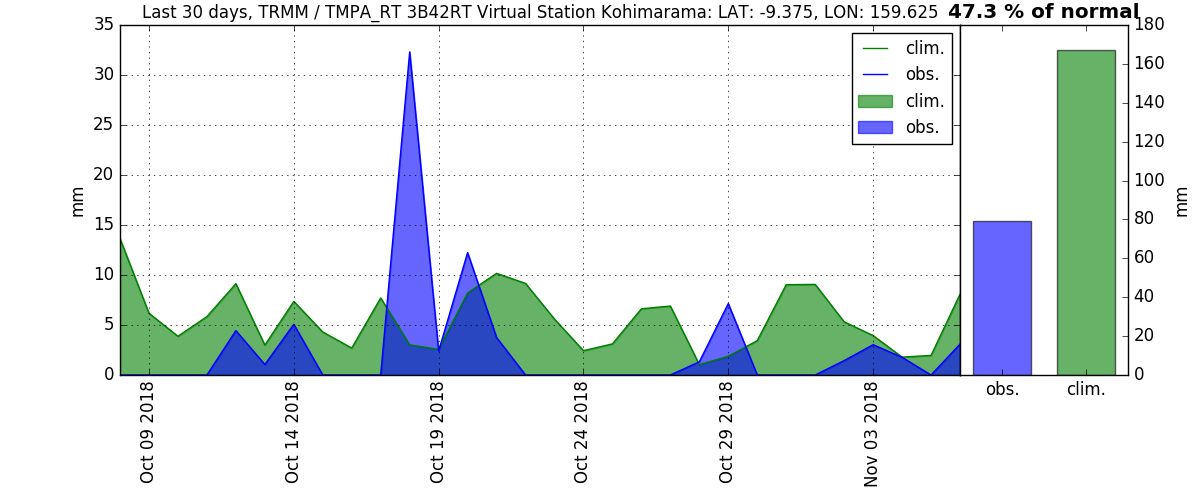 Last 30 days, TRMM / TMPA_RT 3B42RT Virtual Station Kohimarama: LAT: -9.375, LON: 159.625
47.3 % of normal
35
30
25
20
15
10
5
0
mm
clim.
obs.
clim.
obs.
Oct 09 2018
Oct 14 2018
Oct 19 2018
Oct 24 2018
Oct 29 2018
Nov 03 2018
180
160
140
120
100
80
60
40
20
0
mm
obs.
clim.